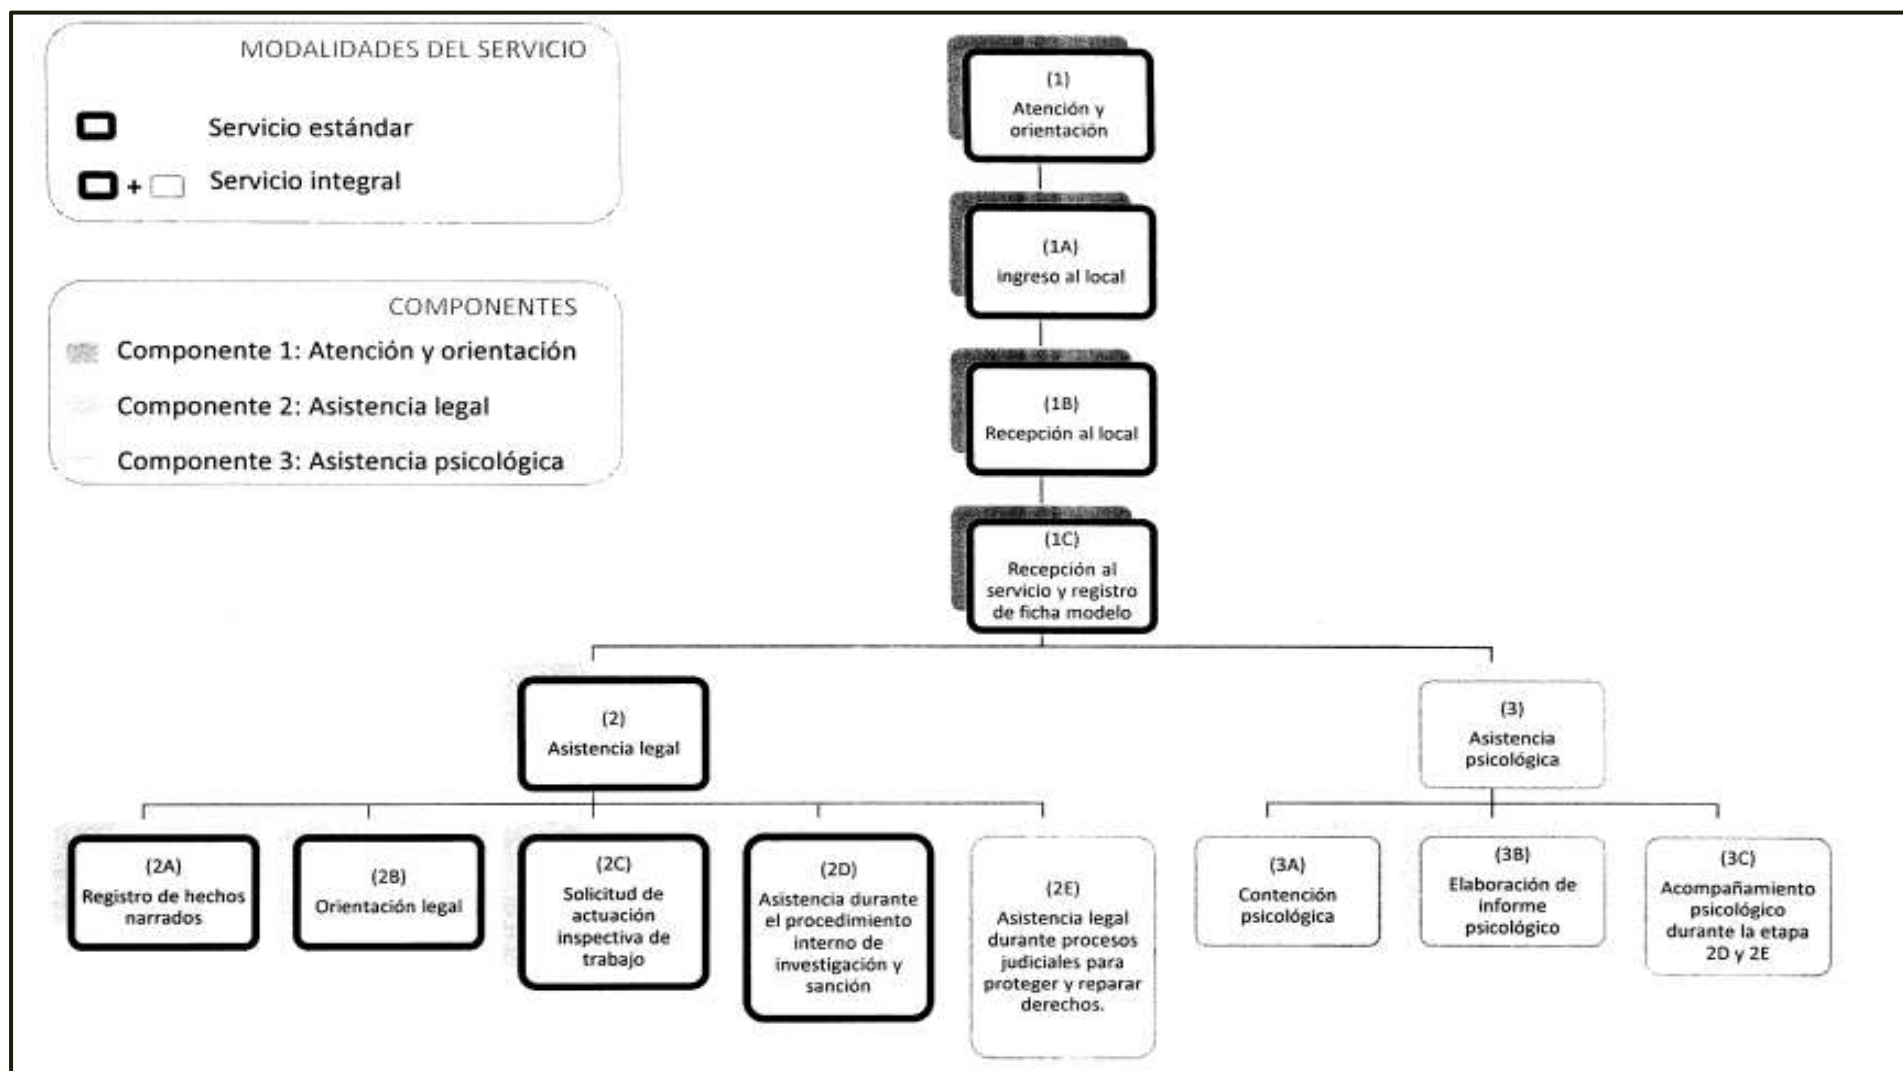 MODALIDADES DEL SERVICIO
Servicio estándar
+
Servicio integral
COMPONENTES
Componente 1: Atención y orientación
Componente 2: Asistencia legal
Componente 3: Asistencia psicológica
(1)
Atención y
orientación
(1A)
ingreso al local
(1B)
Recepción al local
(1C)
Recepción al
servicio y registro
de ficha modelo
(2)
Asistencia legal
(3)
Asistencia
psicológica
(2A)
Registro de hechos
narrados
(2B)
Orientación legal
(2C)
Solicitud de
actuación
inspectiva de
trabajo
(2D)
Asistencia durante
el procedimiento
interno de
investigación y
sanción
(2E)
Asistencia legal
durante procesos
judiciales para
proteger y reparar
derechos.
(3A)
Contención
psicológica
(3B)
Elaboración de
informe
psicológico
(3C)
Acompañamiento
psicológico
durante la etapa
2D y 2E